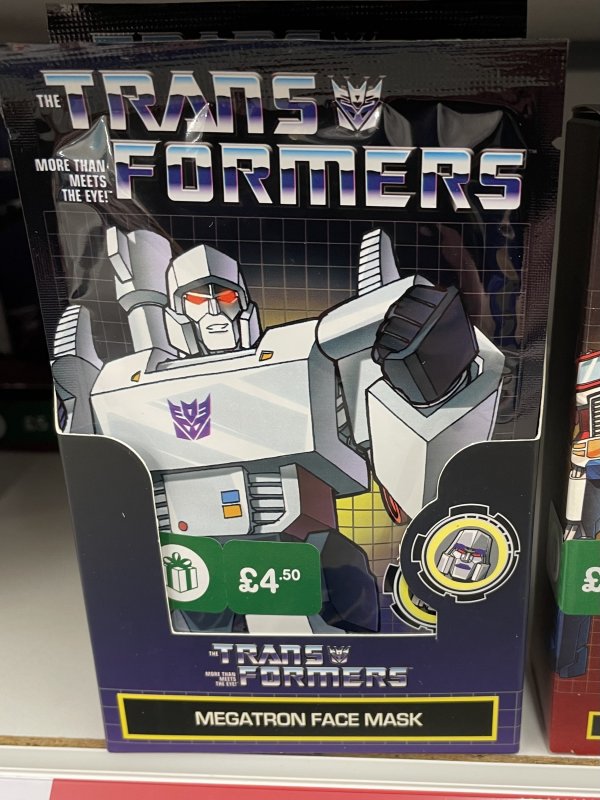 THE TRANS
FORMERS
MORE THAN
MEETS
THE EYE!™
£4.50
THE TRANS
MORE THAN
MEETS
THE EYE!
FORMERS
MEGATRON FACE MASK
£